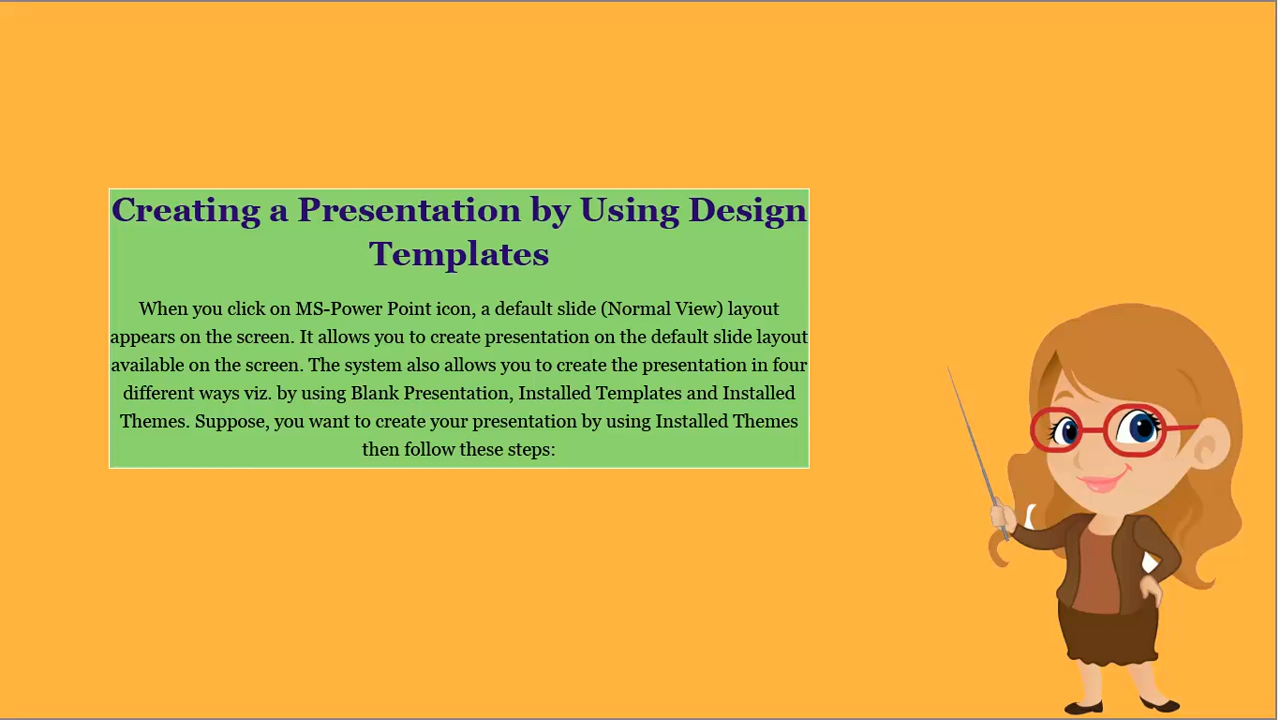 Creating a Presentation by Using Design
Templates
When you click on MS-Power Point icon, a default slide (Normal View) layout
appears on the screen. It allows you to create presentation on the default slide layout
available on the screen. The system also allows you to create the presentation in four
different ways viz. by using Blank Presentation, Installed Templates and Installed
Themes. Suppose, you want to create your presentation by using Installed Themes
then follow these steps: